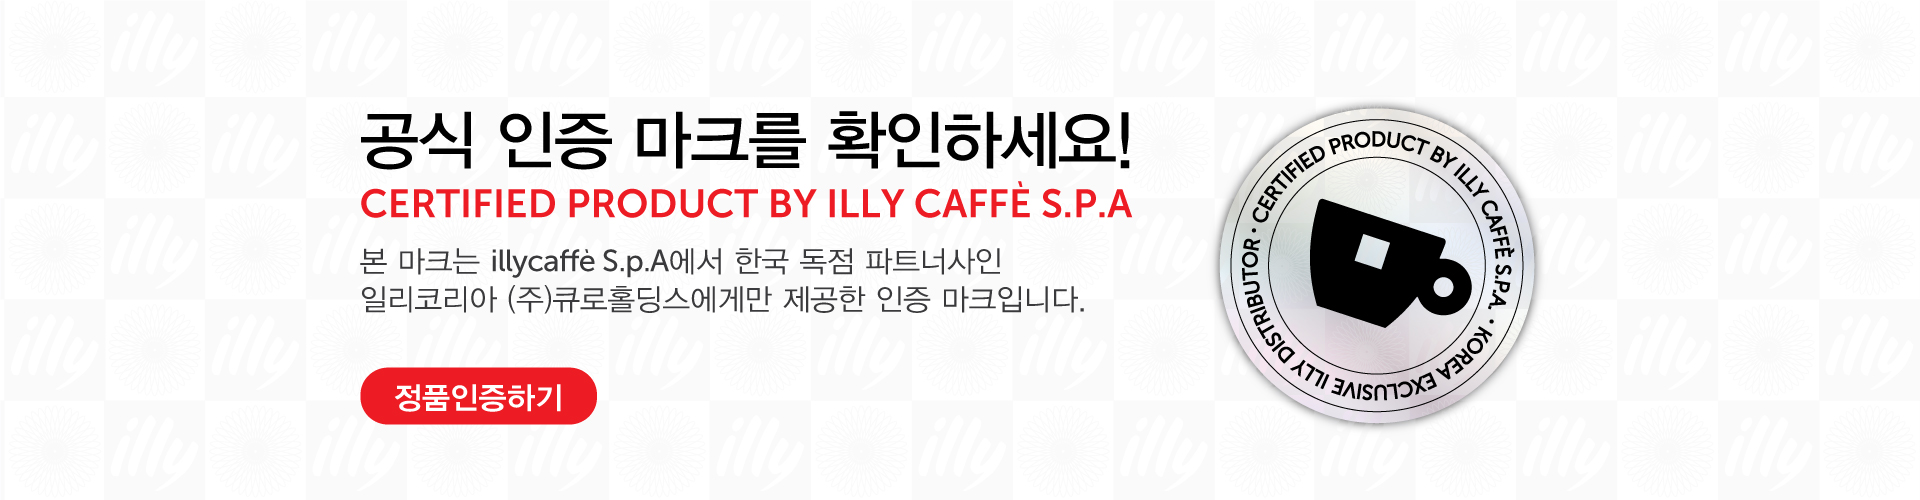 공식 인증 마크를 확인하세요!
CERTIFIED PRODUCT BY ILLY CAFFÈ S.P.A
본 마크는 illycaffè S.p.A에서 한국 독점 파트너사인
일리코리아 (주)큐로홀딩스에게만 제공한 인증 마크입니다.
정품인증하기
· CERTIFIED PRODUCT BY ILLY CAFFÈ S.P.A. · KOREA EXCLUSIVE ILLY DISTRIBUTOR
illy